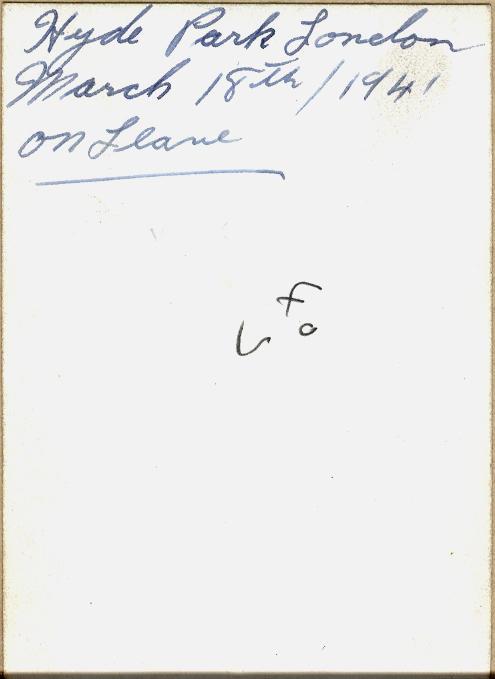 Hyde Park London
March 18th/1941
on Leave